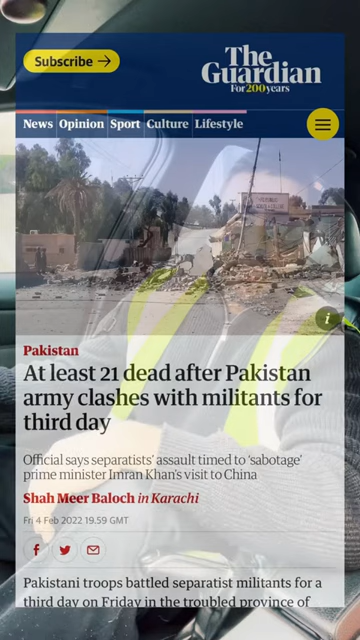 Subscribe →
The
Guardian
For 200 years
News Opinion Sport Culture Lifestyle
Pakistan
At least 21 dead after Pakistan
army clashes with militants for
third day
Official says separatists' assault timed to 'sabotage'
prime minister Imran Khan's visit to China
Shah Meer Baloch in Karachi
Fri 4 Feb 2022 19.59 GMT
Pakistani troops battled separatist militants for a
third day on Friday in the troubled province of